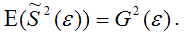 E(S̃²(ε)) = G²(ε).